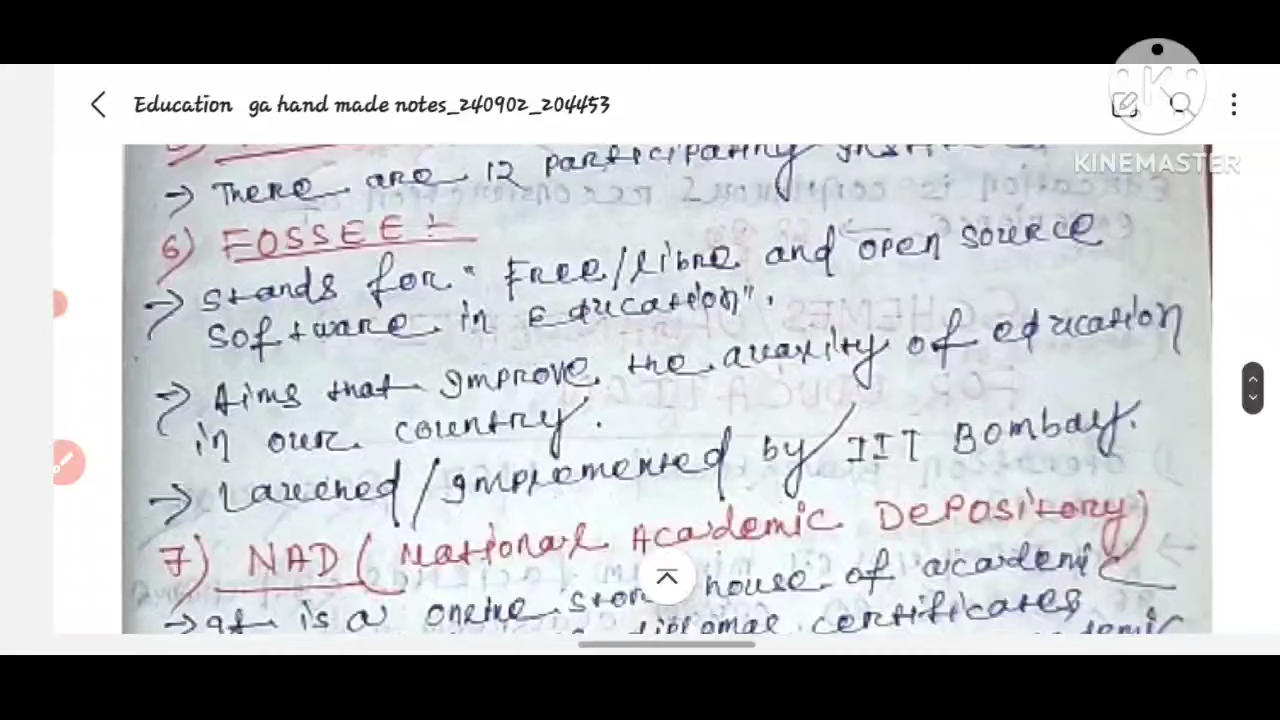 Education ga hand made notes_240902_204453
KINEMASTER
→ There are 12 participating
6) FOSSEE :-
→ Stands for "Free/libre and open source
Software in Education".
→ Aims that Improve the quality of education
in our country.
→ Launched/Implemented by IIT Bombay.
7) NAD (National Academic Depository)
→ It is a online store house of academic
certificates